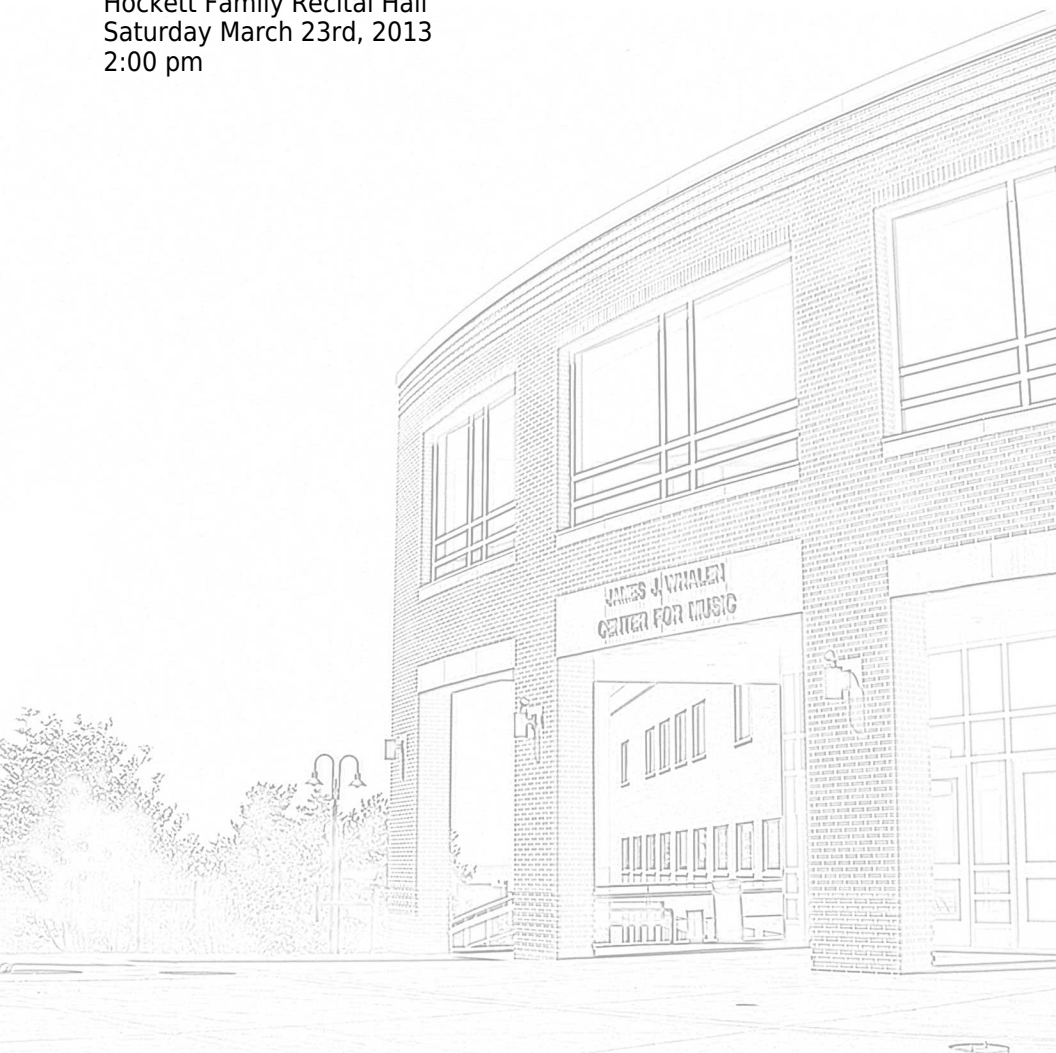 Hockett Family Recital Hall
Saturday March 23rd, 2013
2:00 pm
JAMES J. WHALEN
CENTER FOR MUSIC